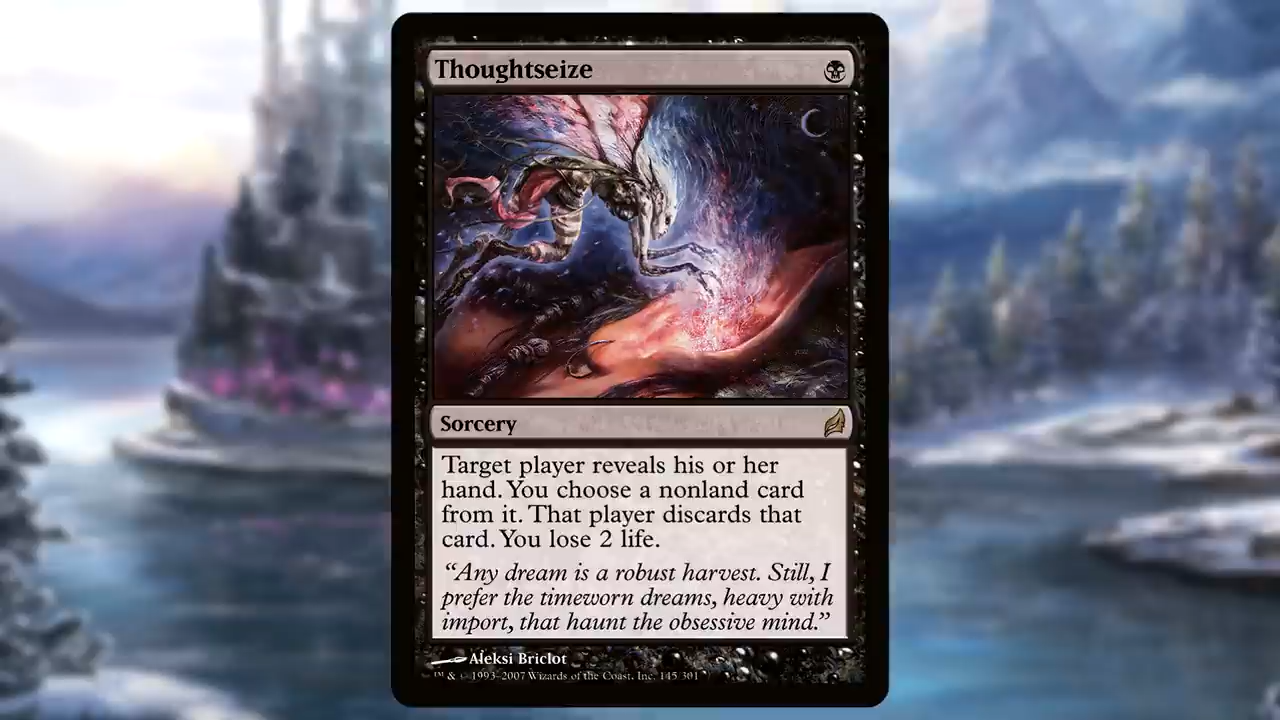 Thoughtseize
Sorcery
Target player reveals his or her
hand. You choose a nonland card
from it. That player discards that
card. You lose 2 life.
“Any dream is a robust harvest. Still, I
prefer the timeworn dreams, heavy with
import, that haunt the obsessive mind.”
Aleksi Briclot
™ & © 1993-2007 Wizards of the Coast, Inc. 145/301